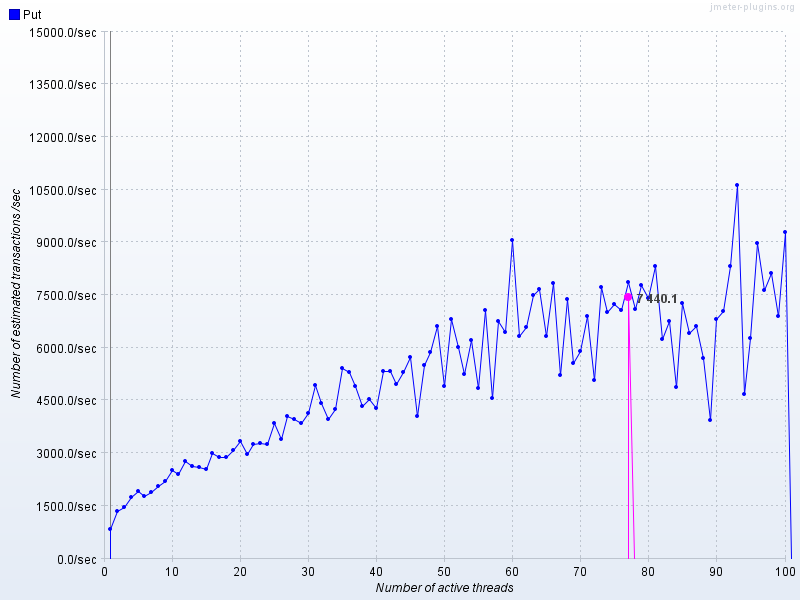 jmeter-plugins.org
Put
15000.0/sec
13500.0/sec
12000.0/sec
10500.0/sec
9000.0/sec
7500.0/sec
6000.0/sec
4500.0/sec
3000.0/sec
1500.0/sec
0.0/sec
Number of estimated transactions /sec
7 440.1
0 10 20 30 40 50 60 70 80 90 100
Number of active threads